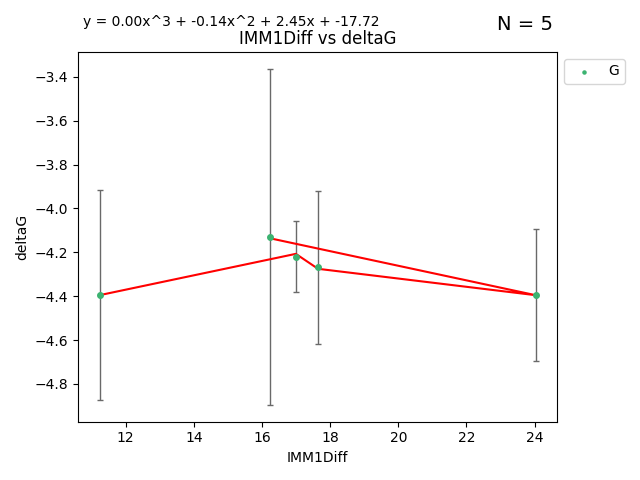 y = 0.00x^3 + -0.14x^2 + 2.45x + -17.72
N = 5
IMM1Diff vs deltaG
G
−3.4
−3.6
−3.8
−4.0
−4.2
−4.4
−4.6
−4.8
deltaG
12 14 16 18 20 22 24
IMM1Diff